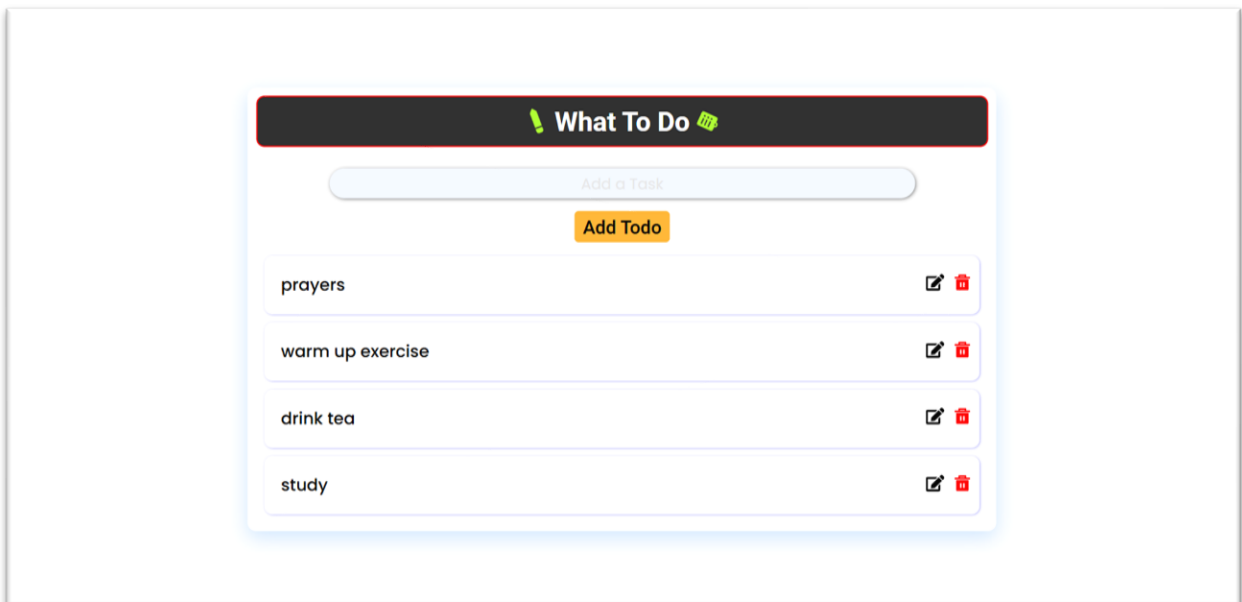 What To Do
Add a Task
Add Todo
prayers
warm up exercise
drink tea
study